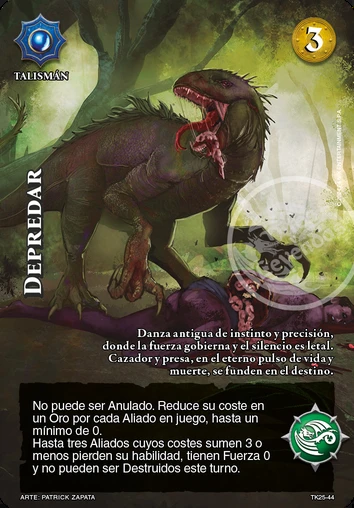 3
TALISMÁN
DEPREDAR
Danza antigua de instinto y precisión,
donde la fuerza gobierna y el silencio es letal.
Cazador y presa, en el eterno pulso de vida y
muerte, se funden en el destino.
No puede ser Anulado. Reduce su coste en
un Oro por cada Aliado en juego, hasta un
mínimo de 0.
Hasta tres Aliados cuyos costes sumen 3 o
menos pierden su habilidad, tienen Fuerza 0
y no pueden ser Destruidos este turno.
ARTE: PATRICK ZAPATA
TK25-44